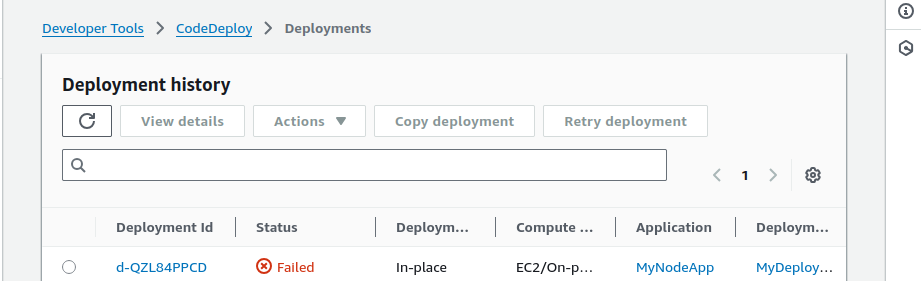 Developer Tools > CodeDeploy > Deployments
Deployment history
View details Actions Copy deployment Retry deployment
1
Deployment Id Status Deploym... Compute ... Application Deploym...
d-QZL84PPCD Failed In-place EC2/On-p... MyNodeApp MyDeploy...